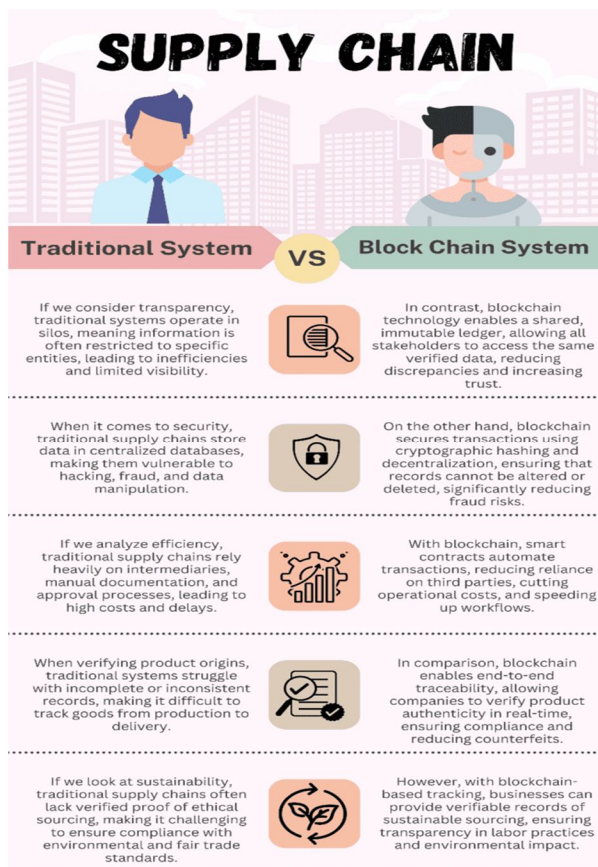 SUPPLY CHAIN
Traditional System
VS
Block Chain System
If we consider transparency,
traditional systems operate in
silos, meaning information is
often restricted to specific
entities, leading to inefficiencies
and limited visibility.
In contrast, blockchain
technology enables a shared,
immutable ledger, allowing all
stakeholders to access the same
verified data, reducing
discrepancies and increasing
trust.
When it comes to security,
traditional supply chains store
data in centralized databases,
making them vulnerable to
hacking, fraud, and data
manipulation.
On the other hand, blockchain
secures transactions using
cryptographic hashing and
decentralization, ensuring that
records cannot be altered or
deleted, significantly reducing
fraud risks.
If we analyze efficiency,
traditional supply chains rely
heavily on intermediaries,
manual documentation, and
approval processes, leading to
high costs and delays.
With blockchain, smart
contracts automate
transactions, reducing reliance
on third parties, cutting
operational costs, and speeding
up workflows.
When verifying product origins,
traditional systems struggle
with incomplete or inconsistent
records, making it difficult to
track goods from production to
delivery.
In comparison, blockchain
enables end-to-end
traceability, allowing
companies to verify product
authenticity in real-time,
ensuring compliance and
reducing counterfeits.
If we look at sustainability,
traditional supply chains often
lack verified proof of ethical
sourcing, making it challenging
to ensure compliance with
environmental and fair trade
standards.
However, with blockchain-
based tracking, businesses can
provide verifiable records of
sustainable sourcing, ensuring
transparency in labor practices
and environmental impact.